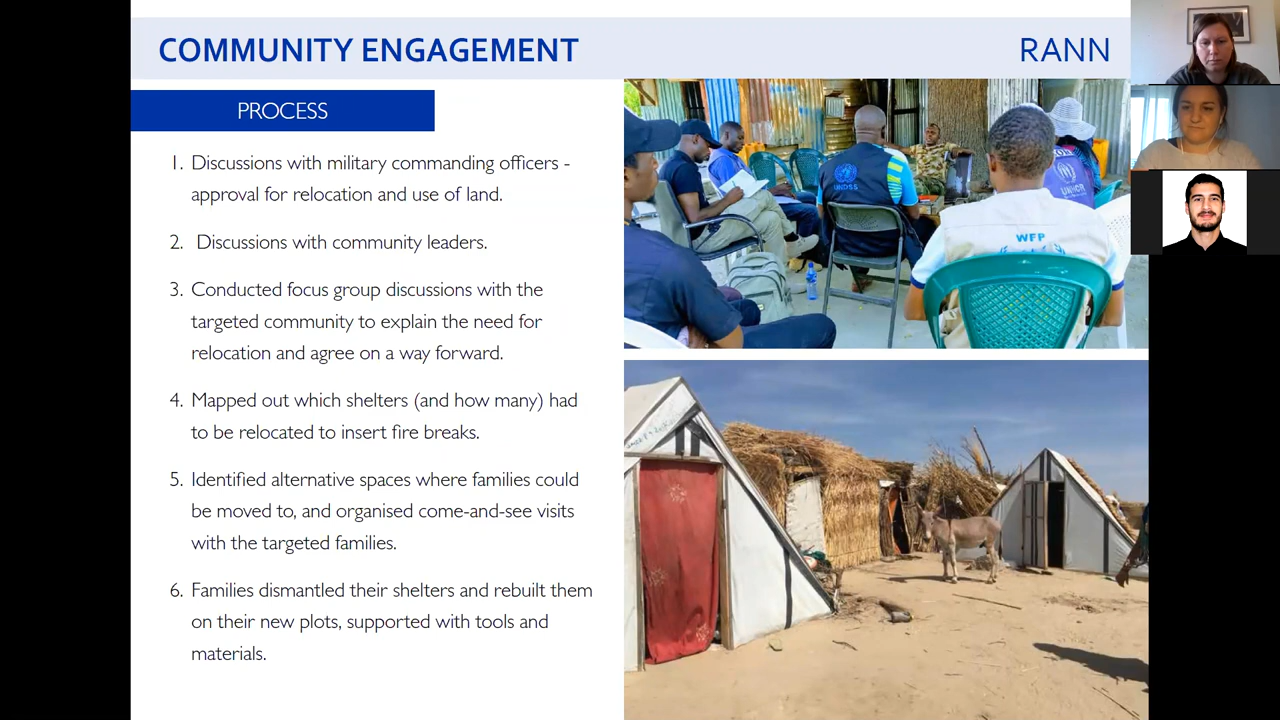 COMMUNITY ENGAGEMENT
RANN
PROCESS
1. Discussions with military commanding officers -
approval for relocation and use of land.
2. Discussions with community leaders.
3. Conducted focus group discussions with the
targeted community to explain the need for
relocation and agree on a way forward.
4. Mapped out which shelters (and how many) had
to be relocated to insert fire breaks.
5. Identified alternative spaces where families could
be moved to, and organised come-and-see visits
with the targeted families.
6. Families dismantled their shelters and rebuilt them
on their new plots, supported with tools and
materials.
UNDSS
UNHCR
WFP